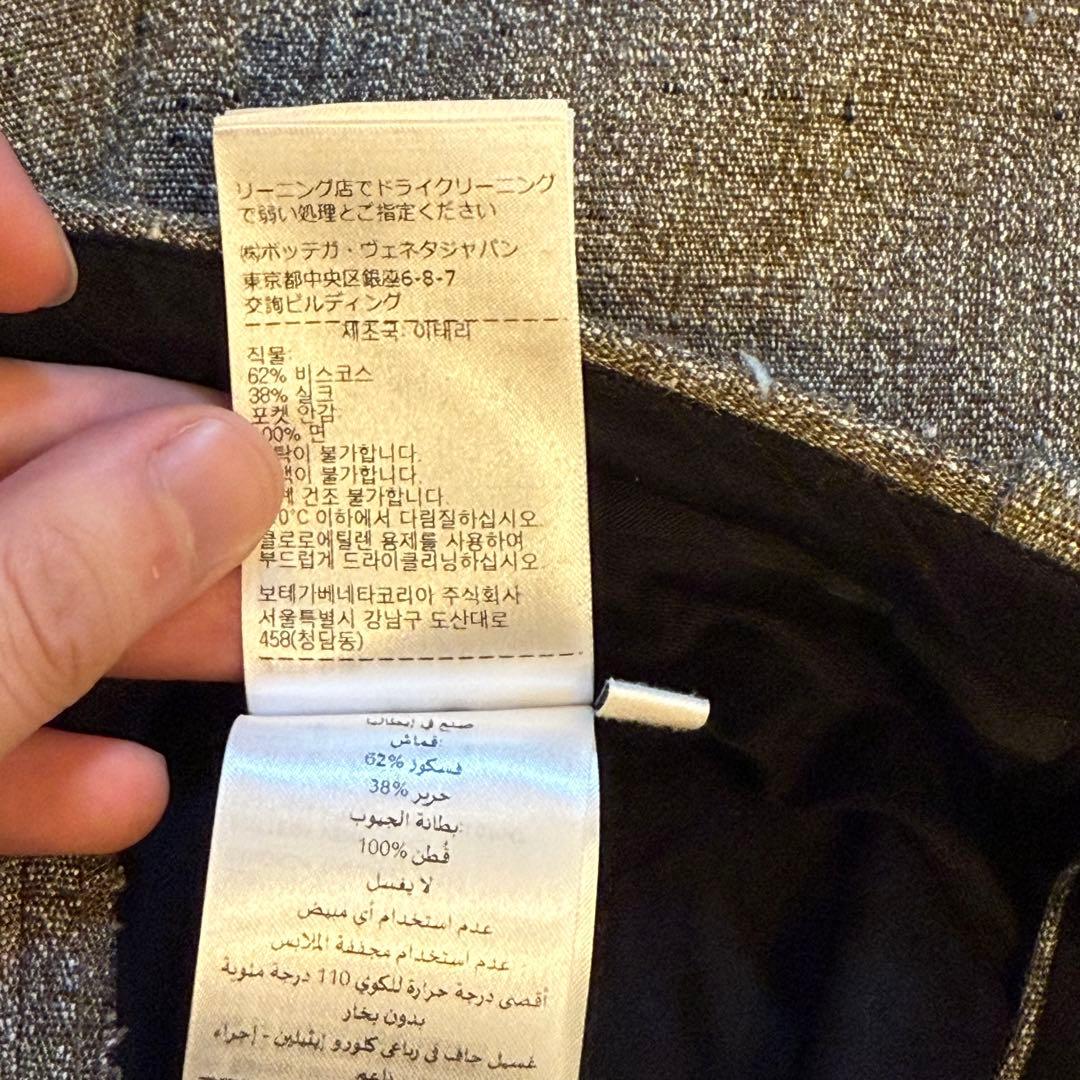 リーニング店でドライクリーニング
で弱い処理とご指定ください
㈱ボッテガ・ヴェネタジャパン
東京都中央区銀座6-8-7
交詢ビルディング
제조국: 이태리
직물:
62% 비스코스
38% 실크
포켓 안감:
00% 면
불가합니다.
불가합니다.
건조 불가합니다.
0°C 이하에서 다림질하십시오.
클로로에틸렌 용제를 사용하여
부드럽게 드라이클리닝하십시오.
보테가베네타코리아 주식회사
서울특별시 강남구 도산대로
458(청담동)
صنع في إيطاليا
قماش:
62% فسكوز
38% حرير
بطانة الجيوب:
100% قُطن
لا يغسل
عدم استخدام أي مبيض
عدم استخدام مجففة الملابس
أقصى درجة حرارة للكوي 110 درجة مئوية
بدون بخار
غسيل جاف في رباعي كلورو إيثيلين - إجراء